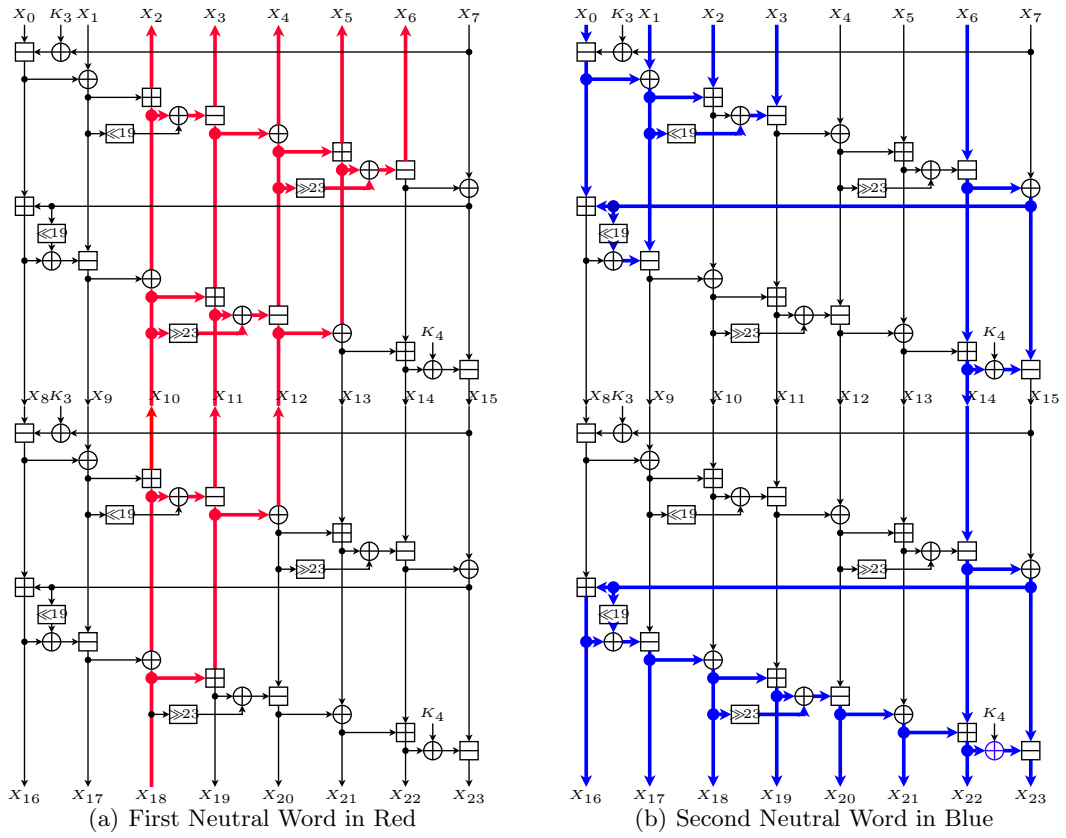 X0 K3 X1 X2 X3 X4 X5 X6 X7
X0 K3 X1 X2 X3 X4 X5 X6 X7
≪19
≪19
≫23
≫23
≪19
≪19
≫23 K4
≫23 K4
X8 K3 X9 X10 X11 X12 X13 X14 X15
X8 K3 X9 X10 X11 X12 X13 X14 X15
≪19
≪19
≫23
≫23
≪19
≪19
≫23 K4
≫23 K4
X16 X17 X18 X19 X20 X21 X22 X23
X16 X17 X18 X19 X20 X21 X22 X23
(a) First Neutral Word in Red
(b) Second Neutral Word in Blue